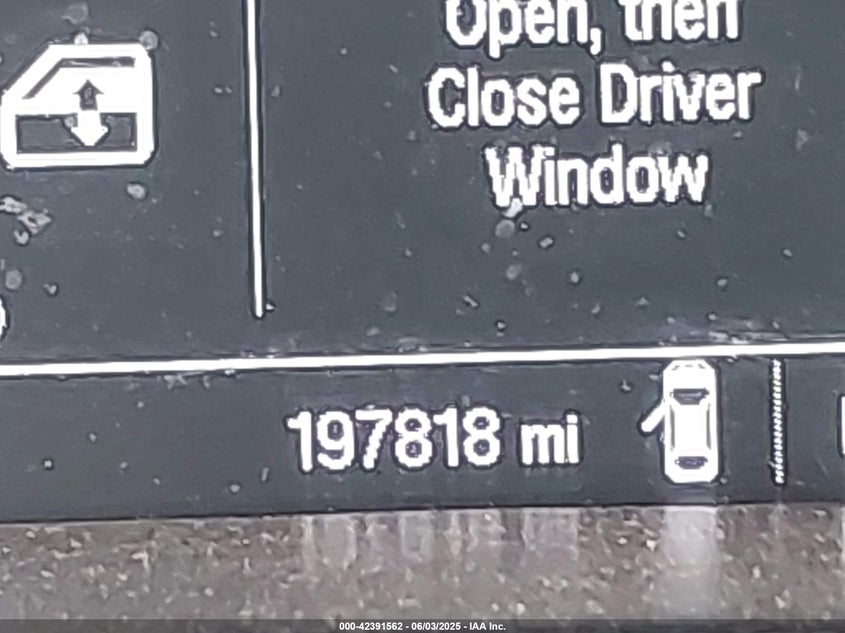 Open, then
Close Driver
Window
197818 mi
000-42391562 - 06/03/2025 - IAA Inc.